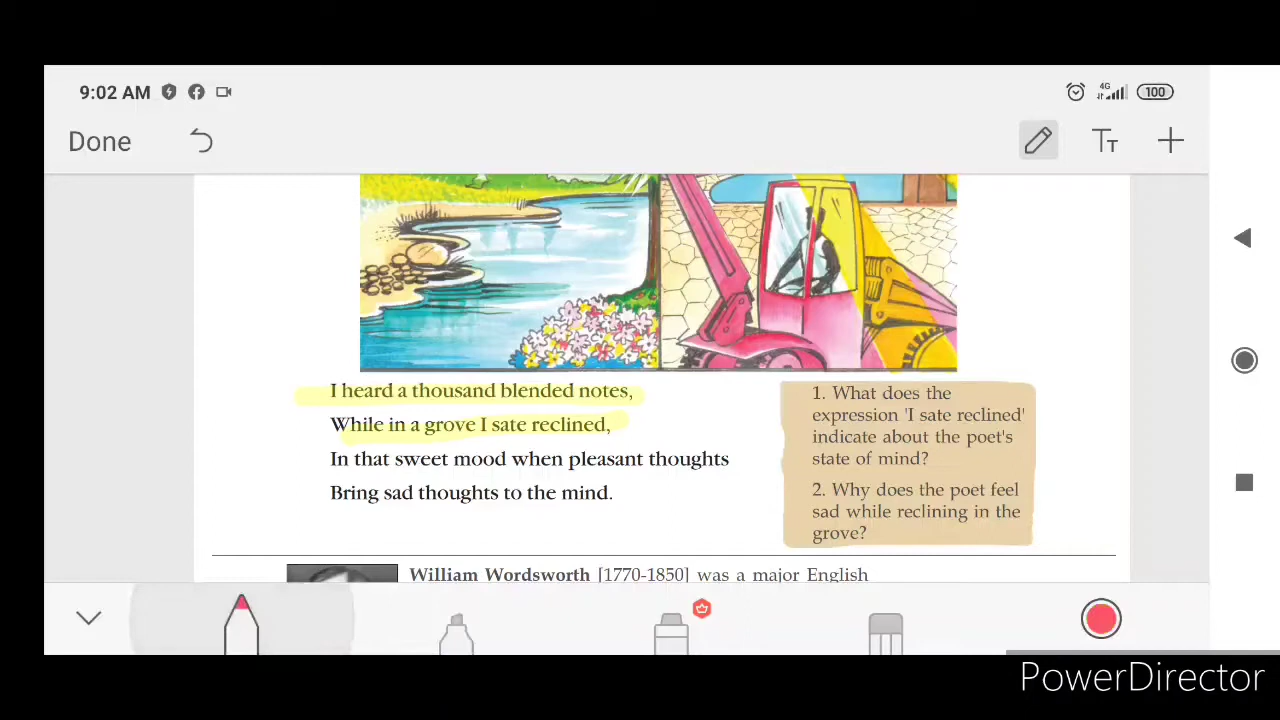 9:02 AM
4G
100
Done
TT
I heard a thousand blended notes,
While in a grove I sate reclined,
In that sweet mood when pleasant thoughts
Bring sad thoughts to the mind.
1. What does the
expression 'I sate reclined'
indicate about the poet's
state of mind?
2. Why does the poet feel
sad while reclining in the
grove?
William Wordsworth [1770-1850] was a major English
PowerDirector